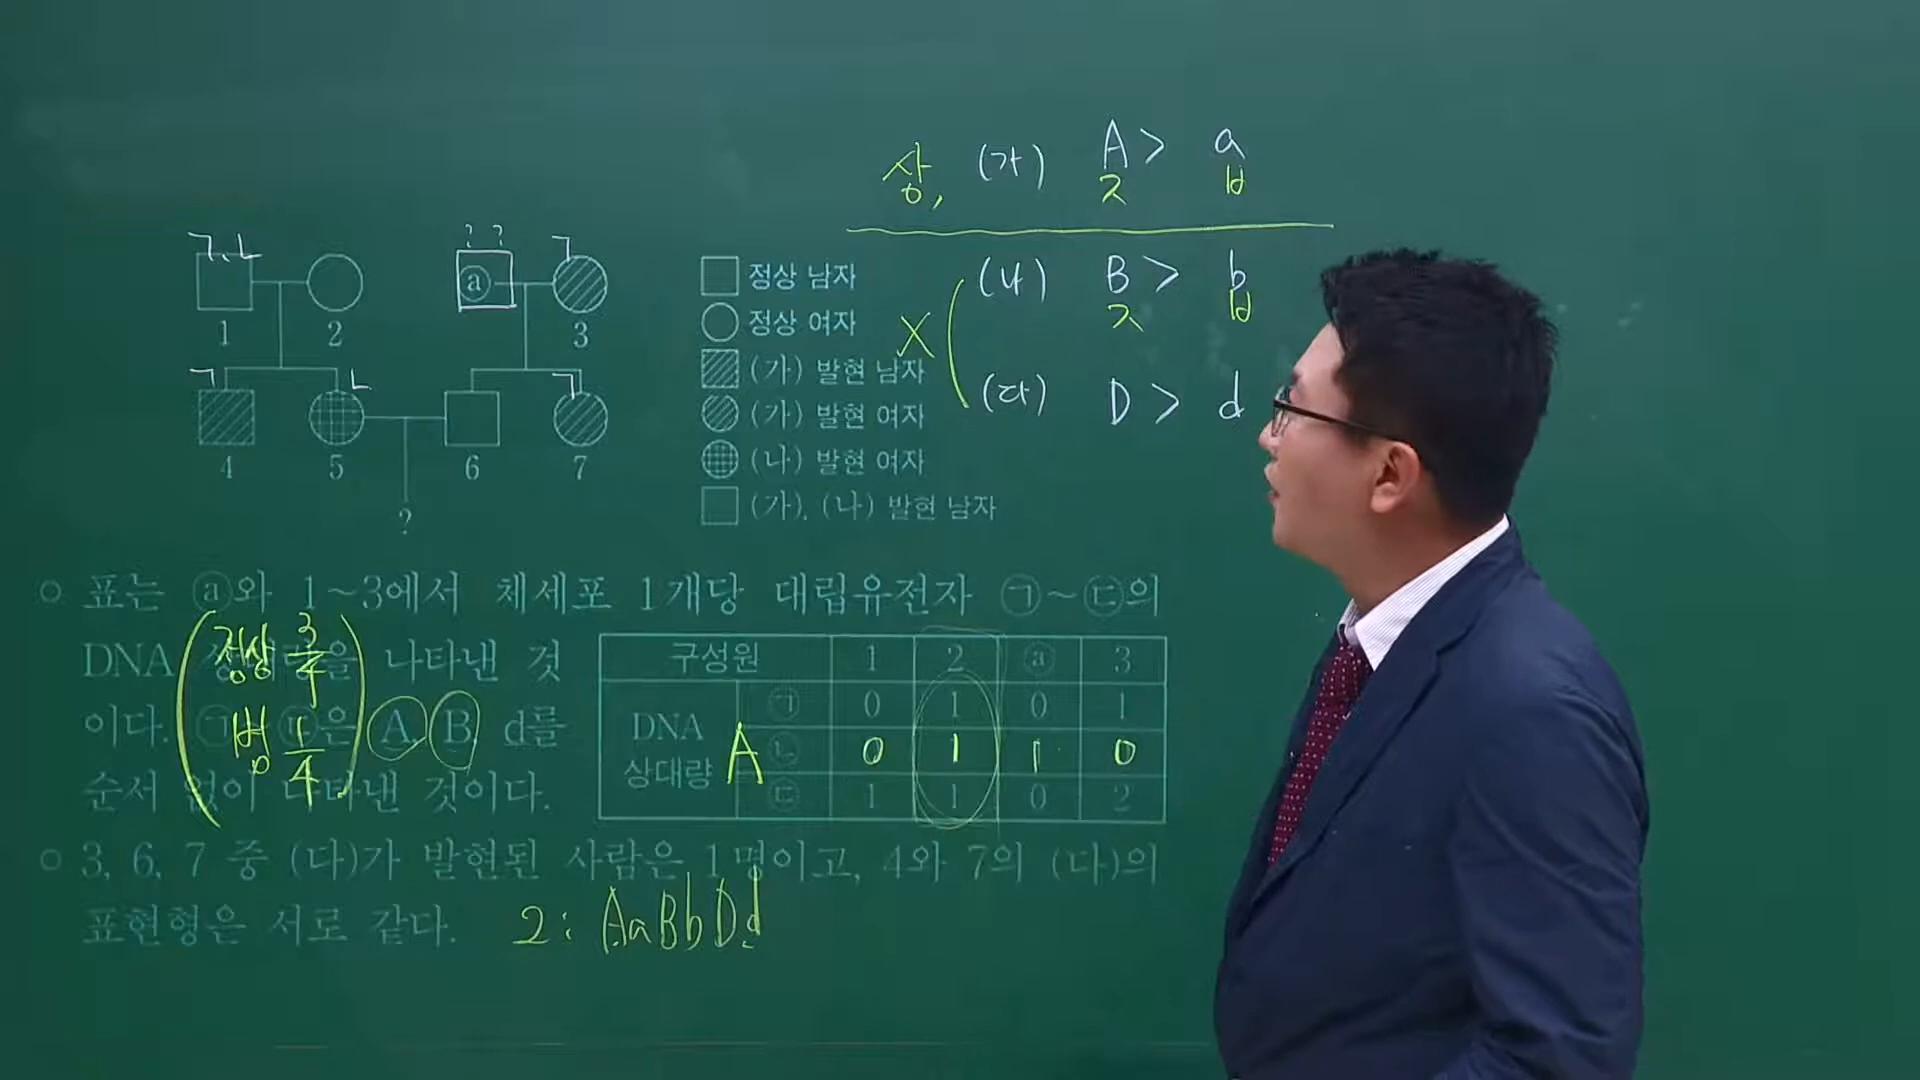 상, (가) A > a
ㅈ ㅂ
(나) B > b
ㅈ ㅂ
X
(다) D > d
ㄱ,ㄴ ? ? ㄱ
ⓐ
1 2 3
ㄱ ㄴ ㄱ
4 5 6 7
?
정상 남자
정상 여자
(가) 발현 남자
(가) 발현 여자
(나) 발현 여자
(가), (나) 발현 남자
○ 표는 ⓐ와 1~3에서 체세포 1개당 대립유전자 ㉠~㉢의
DNA 을 나타낸 것
이다. ㉠ ㉢은 A, B, d를
순서 없이 나타낸 것이다.
정상 3/4
병 1/4
구성원 1 2 ⓐ 3
DNA 상대량 ㉠ 0 1 0 1
A ㉡ 0 1 1 0
㉢ 1 1 0 2
○ 3, 6, 7 중 (다)가 발현된 사람은 1명이고, 4와 7의 (다)의
표현형은 서로 같다. 2: AaBbDd